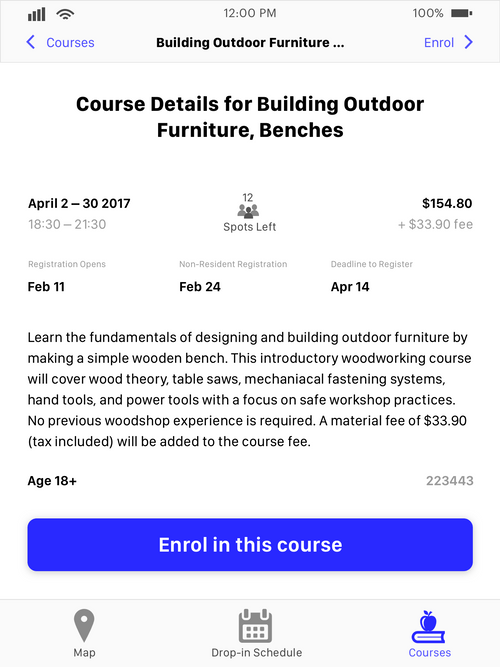 12:00 PM 100%
Courses Building Outdoor Furniture ... Enrol
Course Details for Building Outdoor
Furniture, Benches
April 2 – 30 2017 12 $154.80
18:30 – 21:30 Spots Left + $33.90 fee
Registration Opens Non-Resident Registration Deadline to Register
Feb 11 Feb 24 Apr 14
Learn the fundamentals of designing and building outdoor furniture by
making a simple wooden bench. This introductory woodworking course
will cover wood theory, table saws, mechaniacal fastening systems,
hand tools, and power tools with a focus on safe workshop practices.
No previous woodshop experience is required. A material fee of $33.90
(tax included) will be added to the course fee.
Age 18+ 223443
Enrol in this course
Map Drop-in Schedule Courses